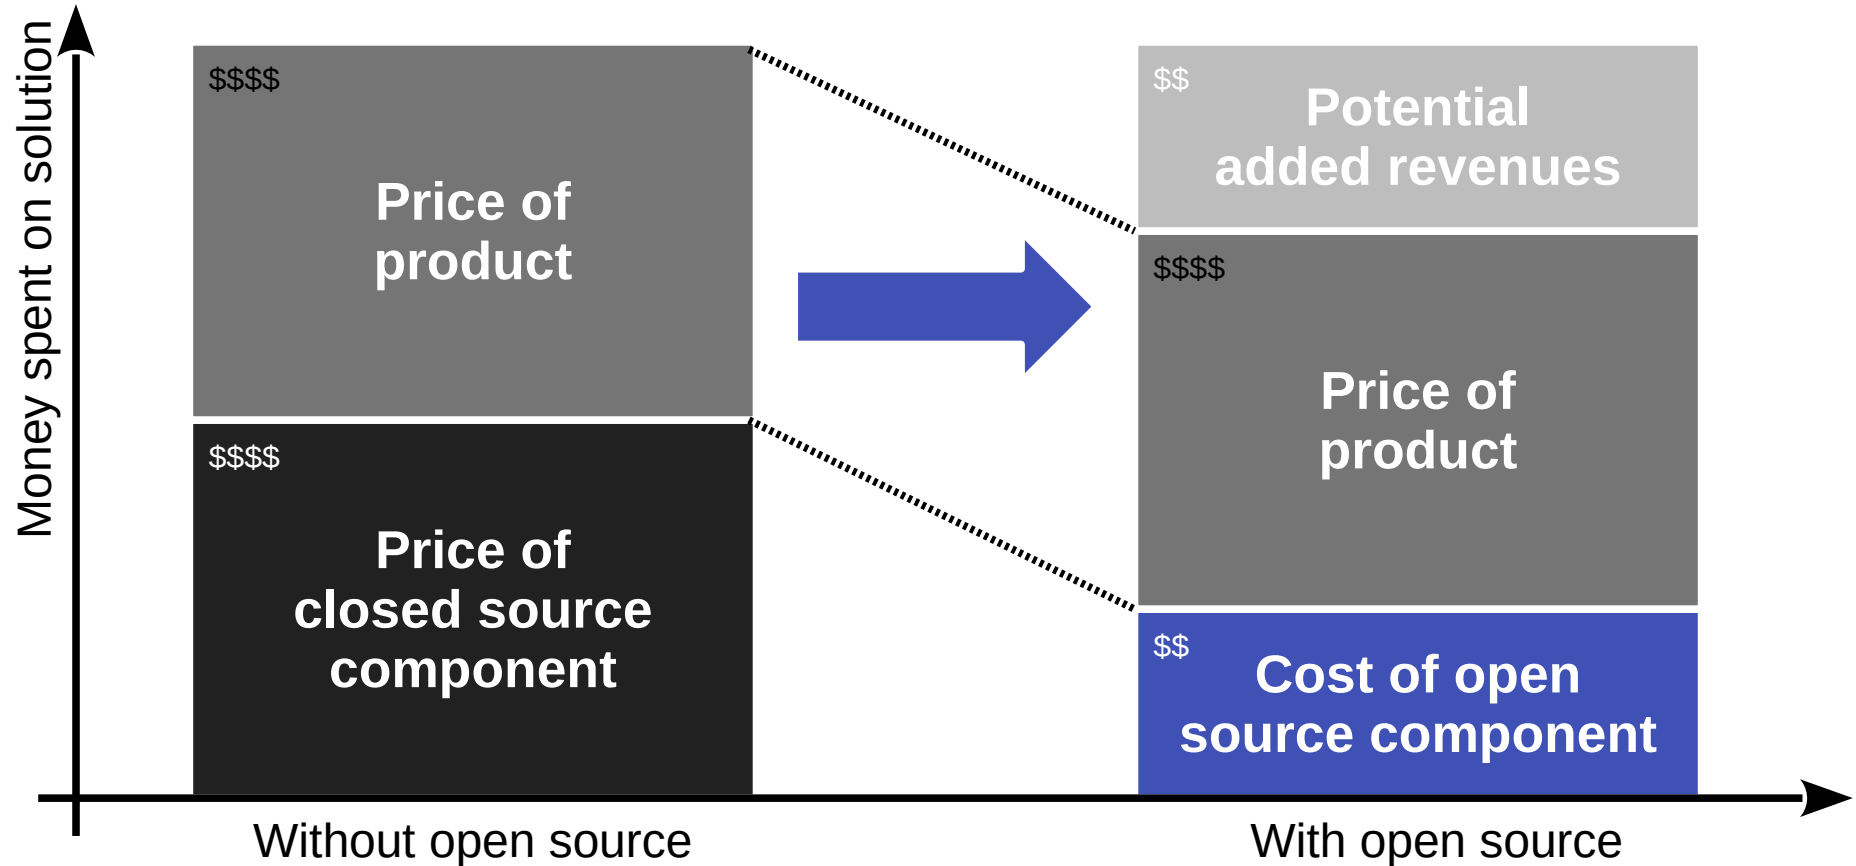 Money spent on solution
$$$$
Price of
product
$$$$
Price of
closed source
component
Without open source
$$
Potential
added revenues
$$$$
Price of
product
$$
Cost of open
source component
With open source